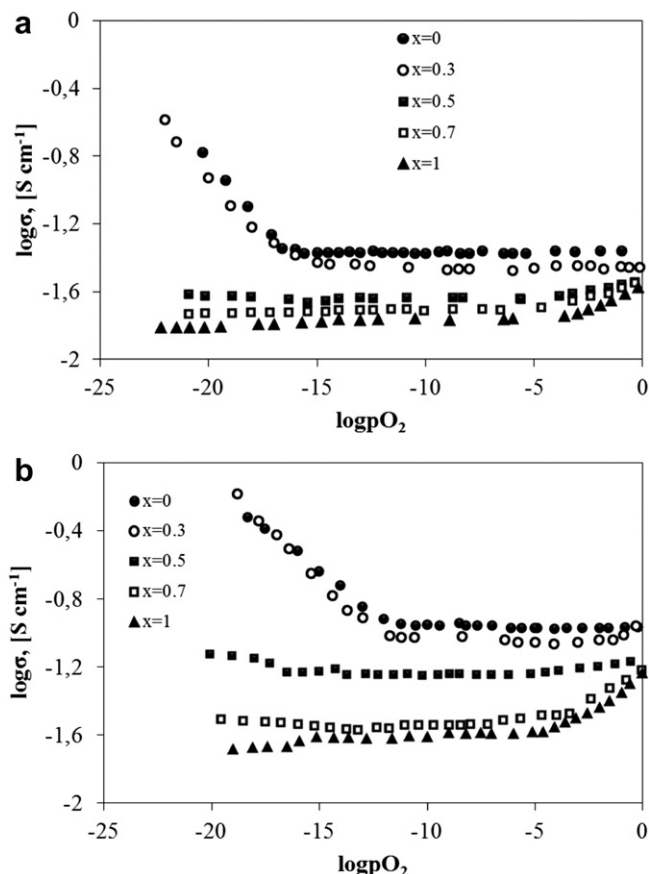 a
0
-0,4
-0,8
-1,2
-1,6
-2
logσ, [S cm⁻¹]
x=0
x=0.3
x=0.5
x=0.7
x=1
-25 -20 -15 -10 -5 0
logpO₂
b
0
-0,4
-0,8
-1,2
-1,6
-2
logσ, [S cm⁻¹]
x=0
x=0.3
x=0.5
x=0.7
x=1
-25 -20 -15 -10 -5 0
logpO₂